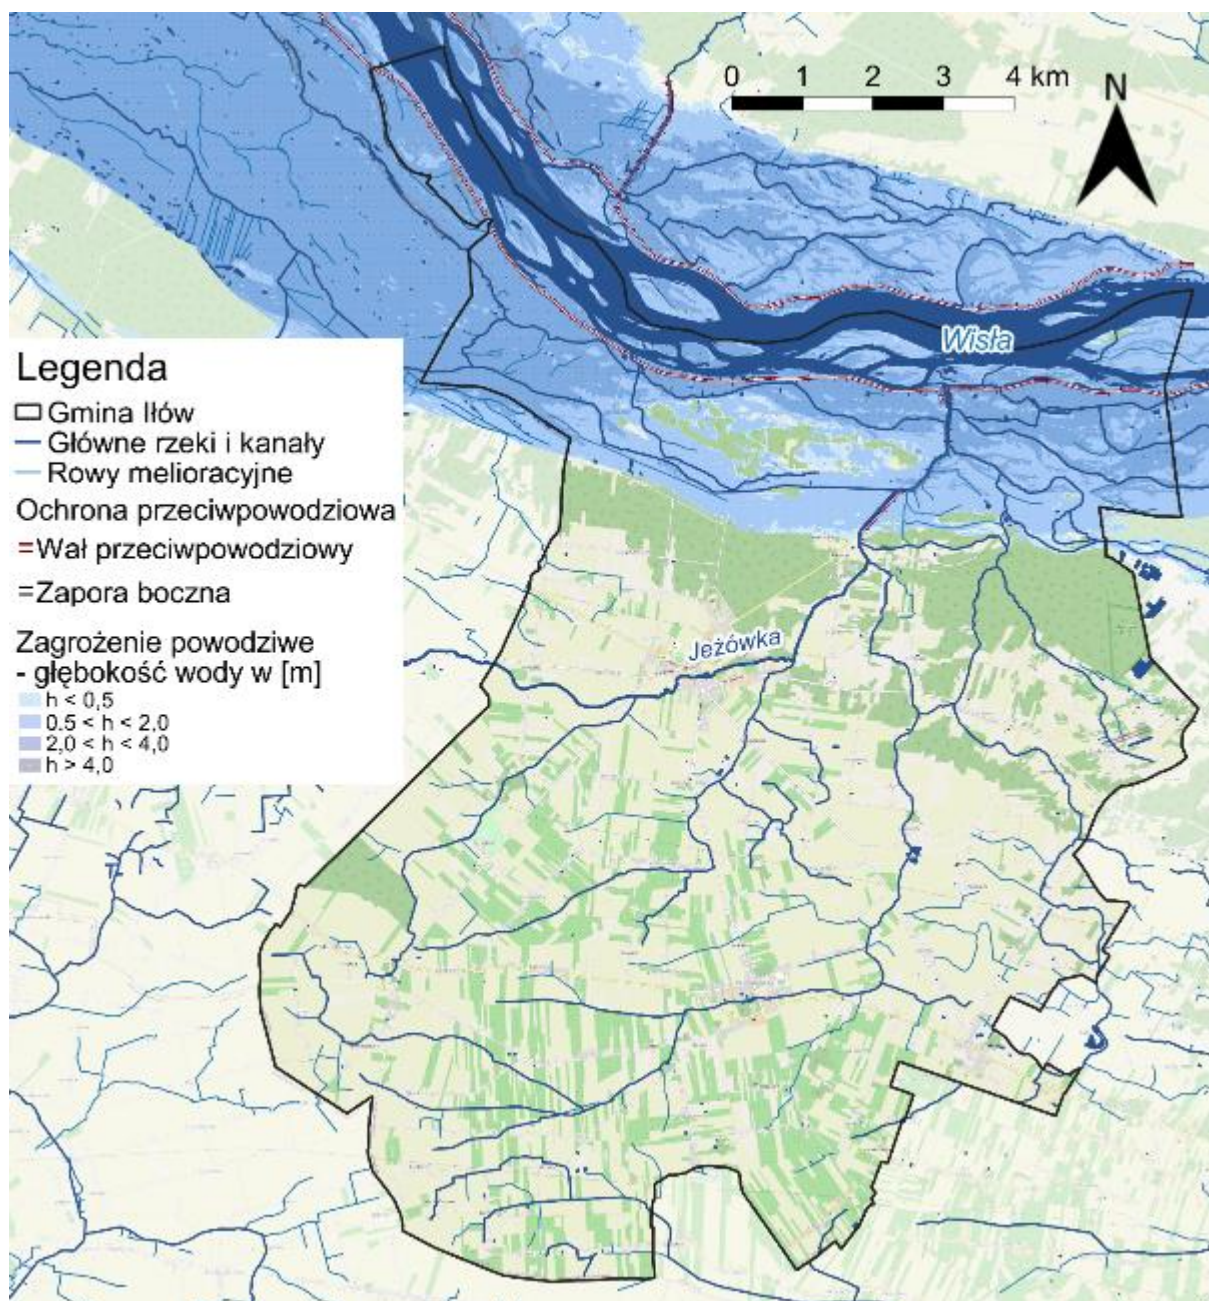 0 1 2 3 4 km
N
Wisła
Legenda
Gmina Iłów
Główne rzeki i kanały
Rowy melioracyjne
Ochrona przeciwpowodziowa
Wał przeciwpowodziowy
Zapora boczna
Zagrożenie powodziwe
- głębokość wody w [m]
h < 0,5
0.5 < h < 2,0
2,0 < h < 4,0
h > 4,0
Jeżówka